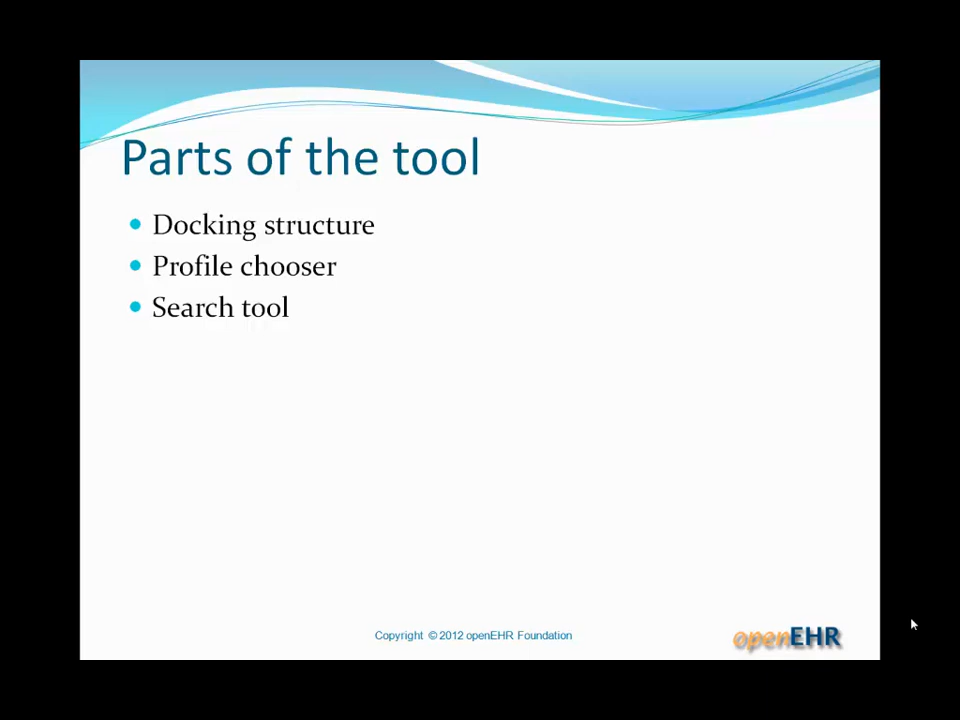 Parts of the tool
Docking structure
Profile chooser
Search tool
Copyright © 2012 openEHR Foundation
openEHR